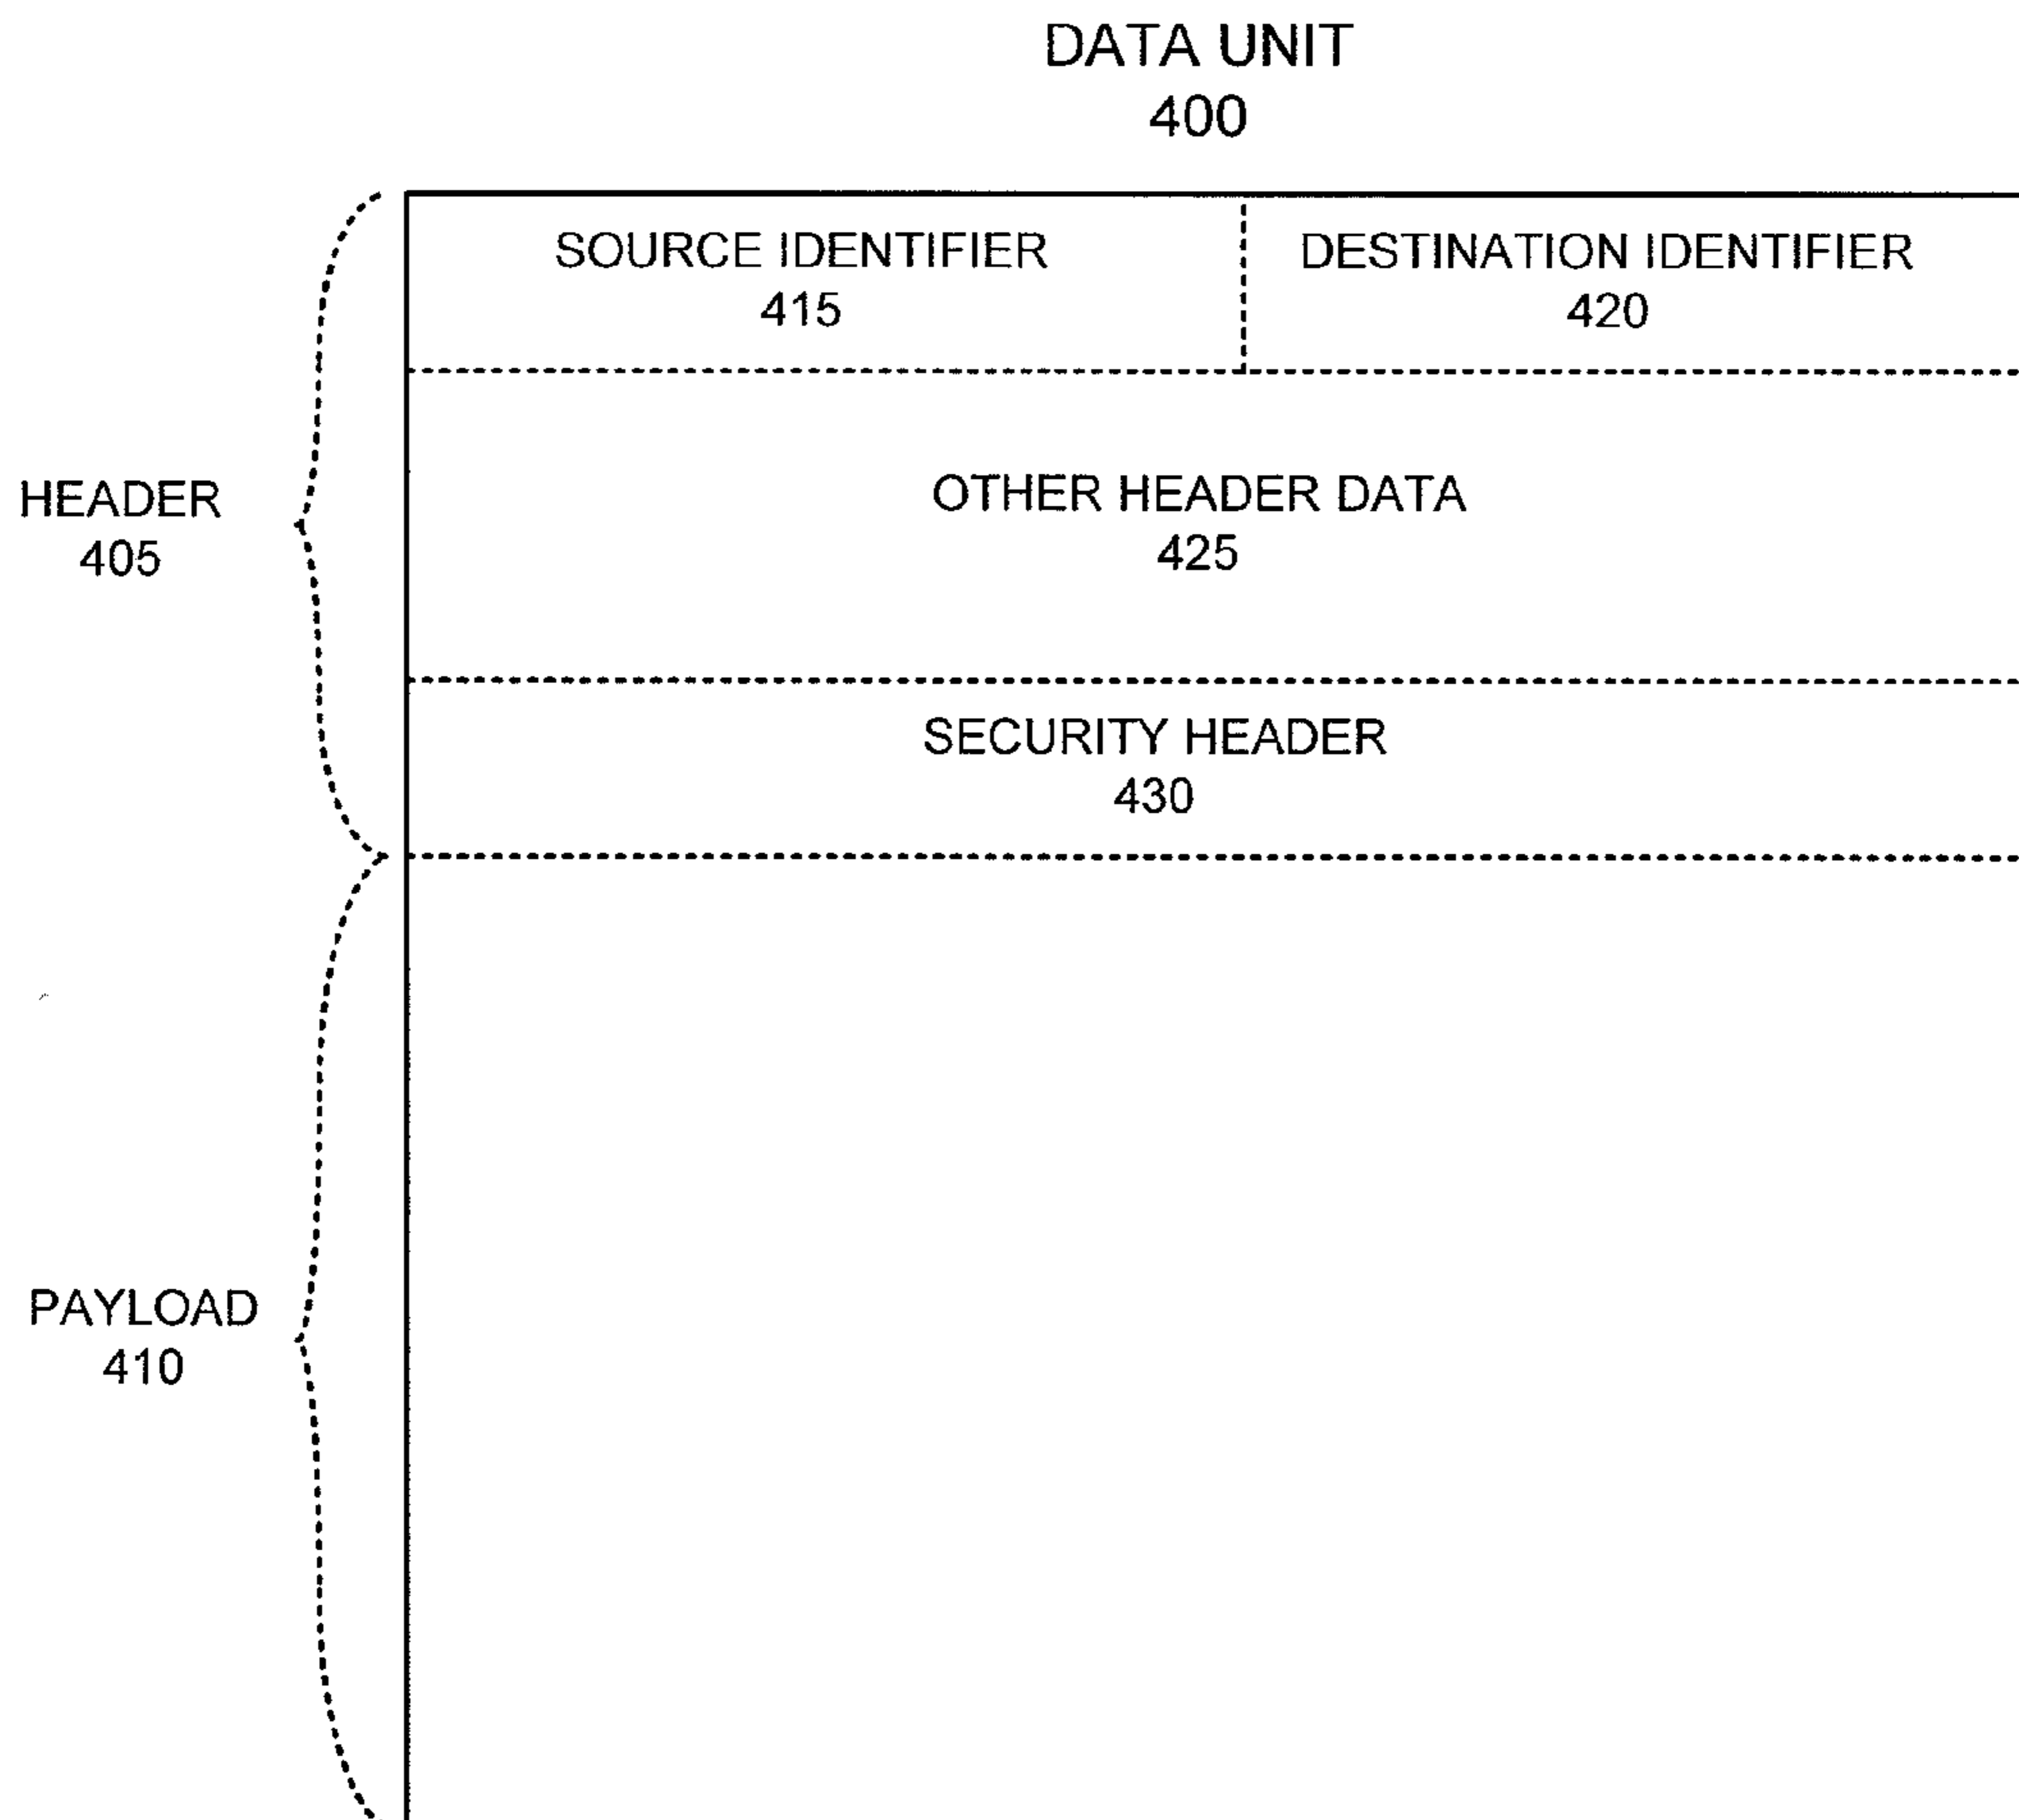 DATA UNIT
400
SOURCE IDENTIFIER
415
DESTINATION IDENTIFIER
420
OTHER HEADER DATA
425
HEADER
405
SECURITY HEADER
430
PAYLOAD
410